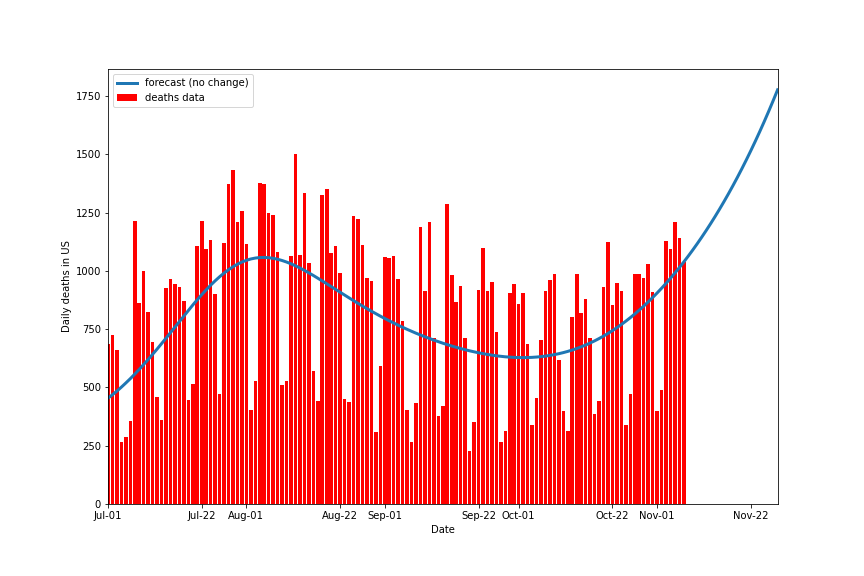 forecast (no change)
deaths data
Daily deaths in US
1750
1500
1250
1000
750
500
250
0
Jul-01 Jul-22 Aug-01 Aug-22 Sep-01 Sep-22 Oct-01 Oct-22 Nov-01 Nov-22
Date